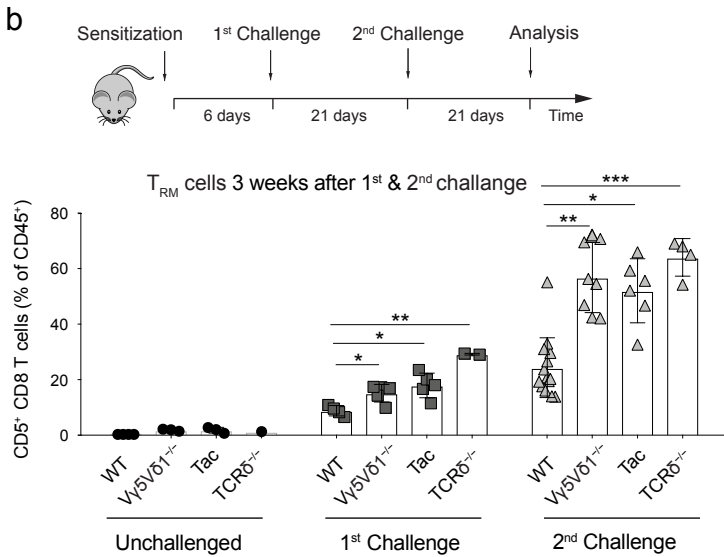 b
Sensitization 1st Challenge 2nd Challenge Analysis
6 days 21 days 21 days Time
TRM cells 3 weeks after 1st & 2nd challange
CD5+ CD8 T cells (% of CD45+)
80
60
40
20
0
* * **
** * ***
WT Vγ5Vδ1-/- Tac TCRδ-/- WT Vγ5Vδ1-/- Tac TCRδ-/- WT Vγ5Vδ1-/- Tac TCRδ-/-
Unchallenged 1st Challenge 2nd Challenge